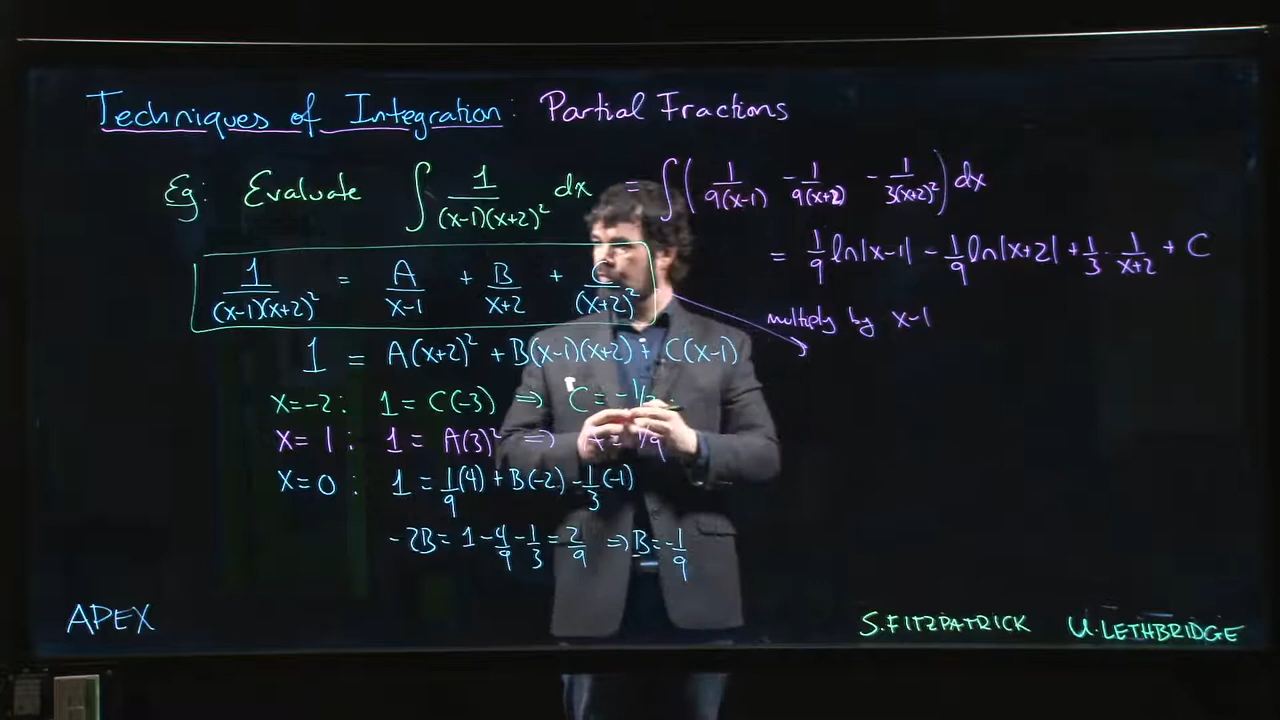 Techniques of Integration: Partial Fractions
Eg: Evaluate ∫ 1/((x-1)(x+2)²) dx = ∫( 1/(9(x-1)) - 1/(9(x+2)) - 1/(3(x+2)²) ) dx
= 1/9 ln|x-1| - 1/9 ln|x+2| + 1/3 · 1/(x+2) + C
1/((x-1)(x+2)²) = A/(x-1) + B/(x+2) + C/(x+2)²
multiply by x-1
1 = A(x+2)² + B(x-1)(x+2) + C(x-1)
x=-2: 1 = C(-3) ⇒ C = -1/3
x=1: 1 = A(3)² ⇒ A = 1/9
x=0: 1 = 1/9(4) + B(-2) - 1/3(-1)
-2B = 1 - 4/9 - 1/3 = 2/9 ⇒ B = -1/9
APEX
S.FITZPATRICK U.LETHBRIDGE